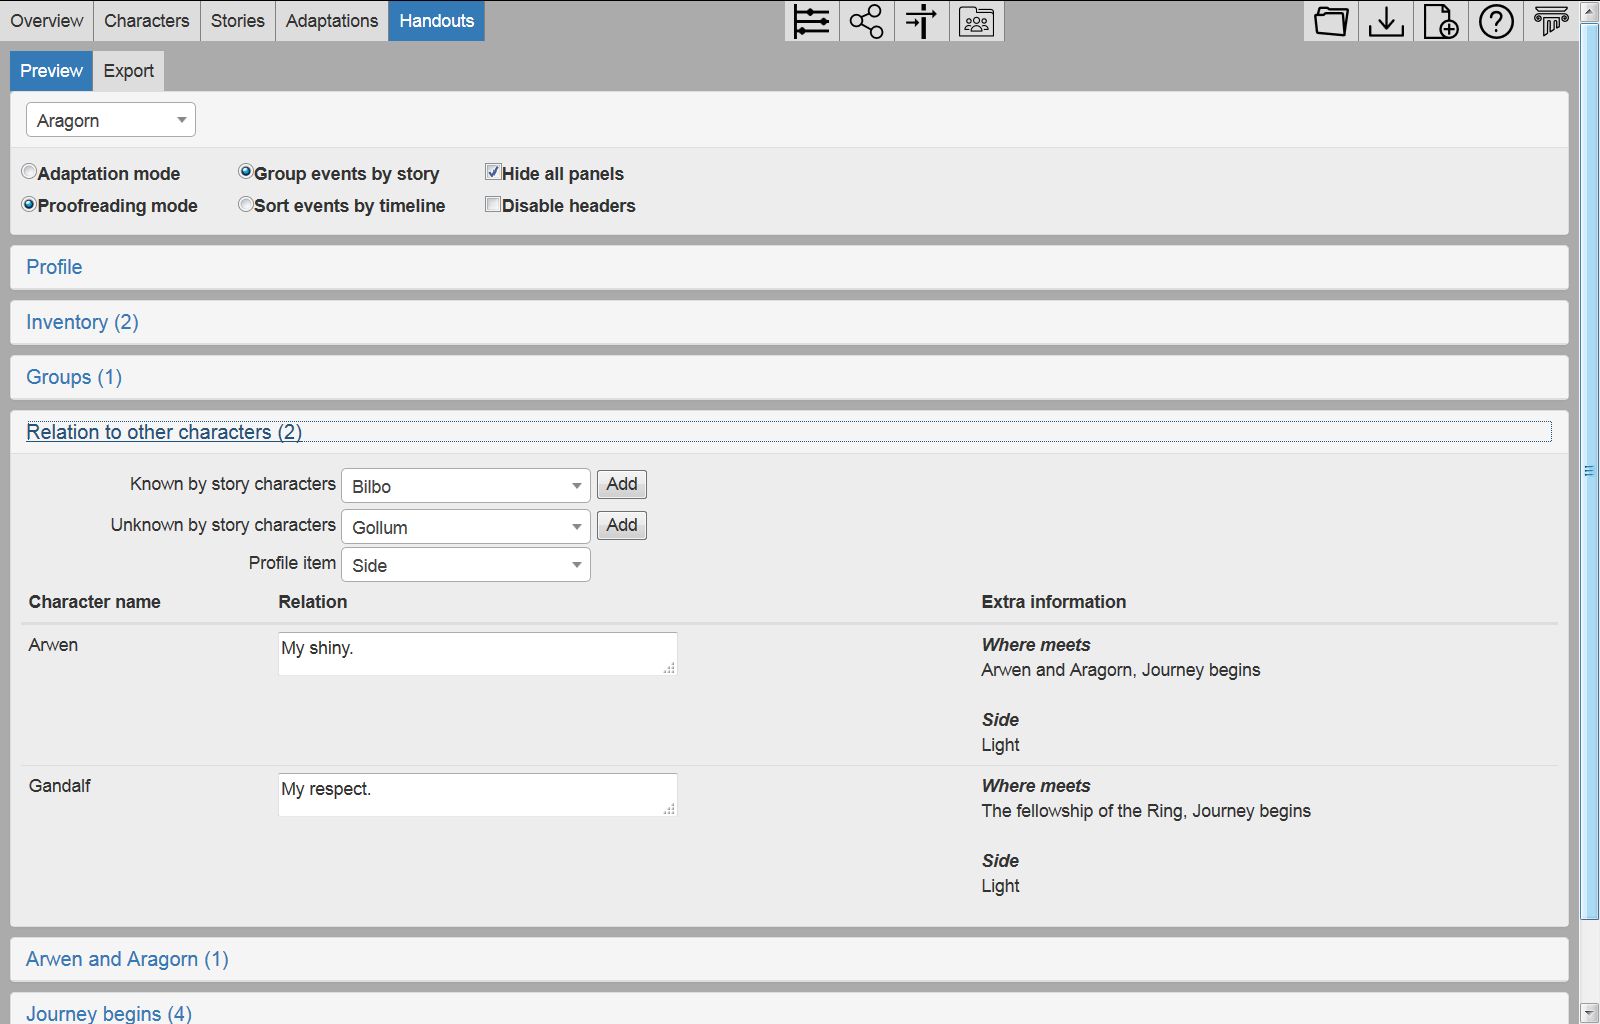 Overview Characters Stories Adaptations Handouts
Preview Export
Aragorn
Adaptation mode Group events by story Hide all panels
Proofreading mode Sort events by timeline Disable headers
Profile
Inventory (2)
Groups (1)
Relation to other characters (2)
Known by story characters Bilbo Add
Unknown by story characters Gollum Add
Profile item Side
Character name Relation Extra information
Arwen My shiny. Where meets
Arwen and Aragorn, Journey begins
Side
Light
Gandalf My respect. Where meets
The fellowship of the Ring, Journey begins
Side
Light
Arwen and Aragorn (1)
Journey begins (4)